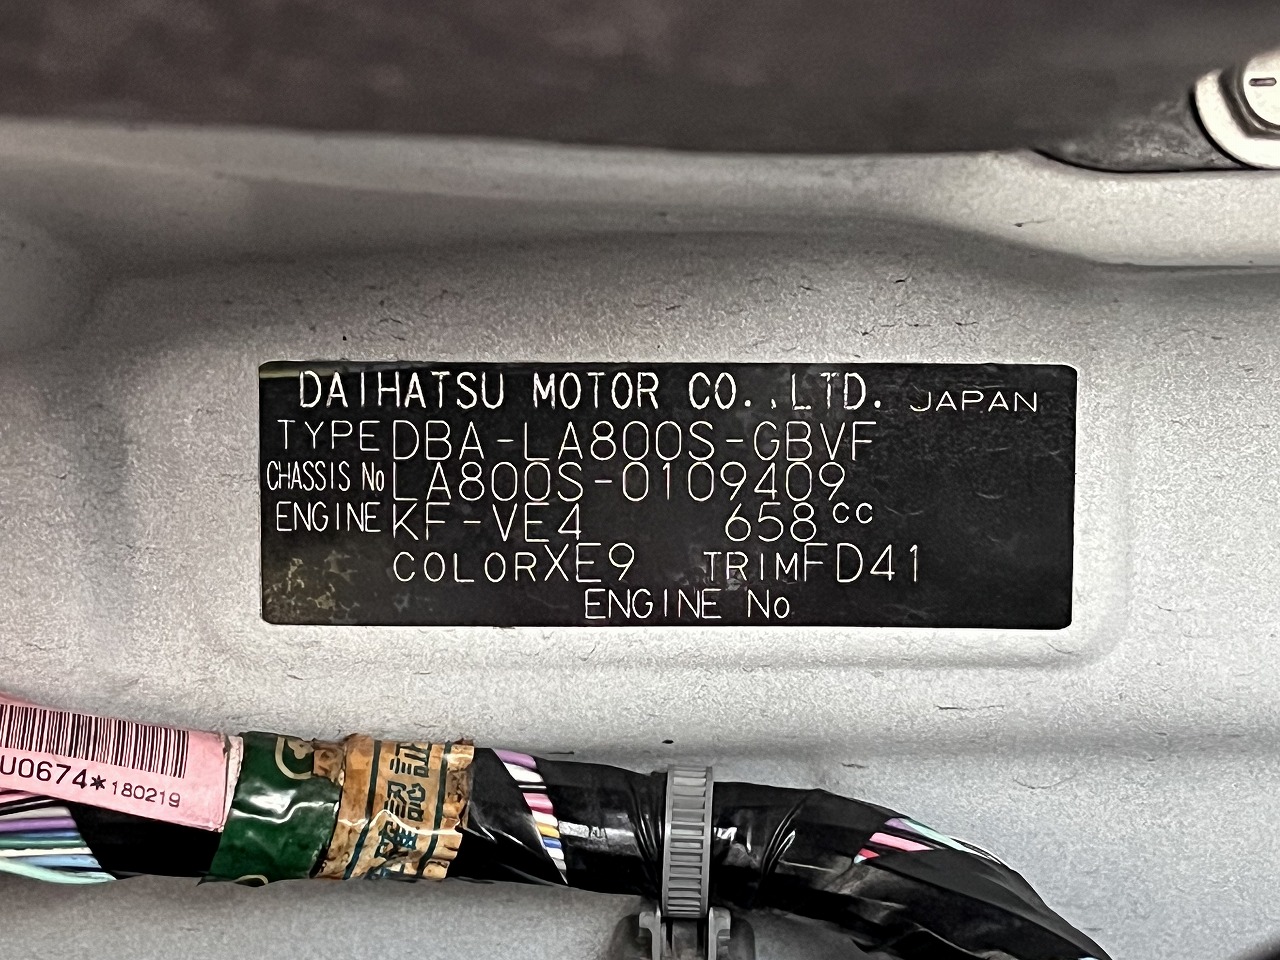 DAIHATSU MOTOR CO.,LTD. JAPAN
TYPE DBA-LA800S-GBVF
CHASSIS No LA800S-0109409
ENGINE KF-VE4 658cc
COLOR XE9 TRIM FD41
ENGINE No
U0674*180219